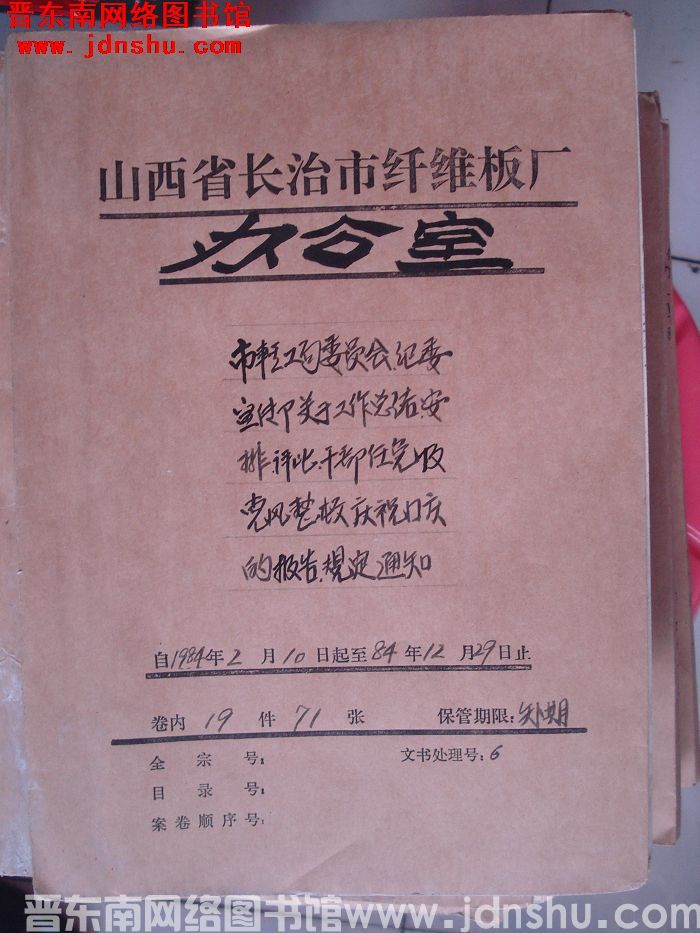 晋东南网络图书馆
www.jdnshu.com
山西省长治市纤维板厂
办公室
市轻工司委员会、纪委
宣传部关于工作总结、安
排评比、干部任免
党风整校庆祝
的报告、规定通知
自1984年2月10日起至84年12月29日止
卷内19件71张 保管期限:短期
全宗号: 文书处理号:6
目录号:
案卷顺序号:
晋东南网络图书馆 www.jdnshu.com